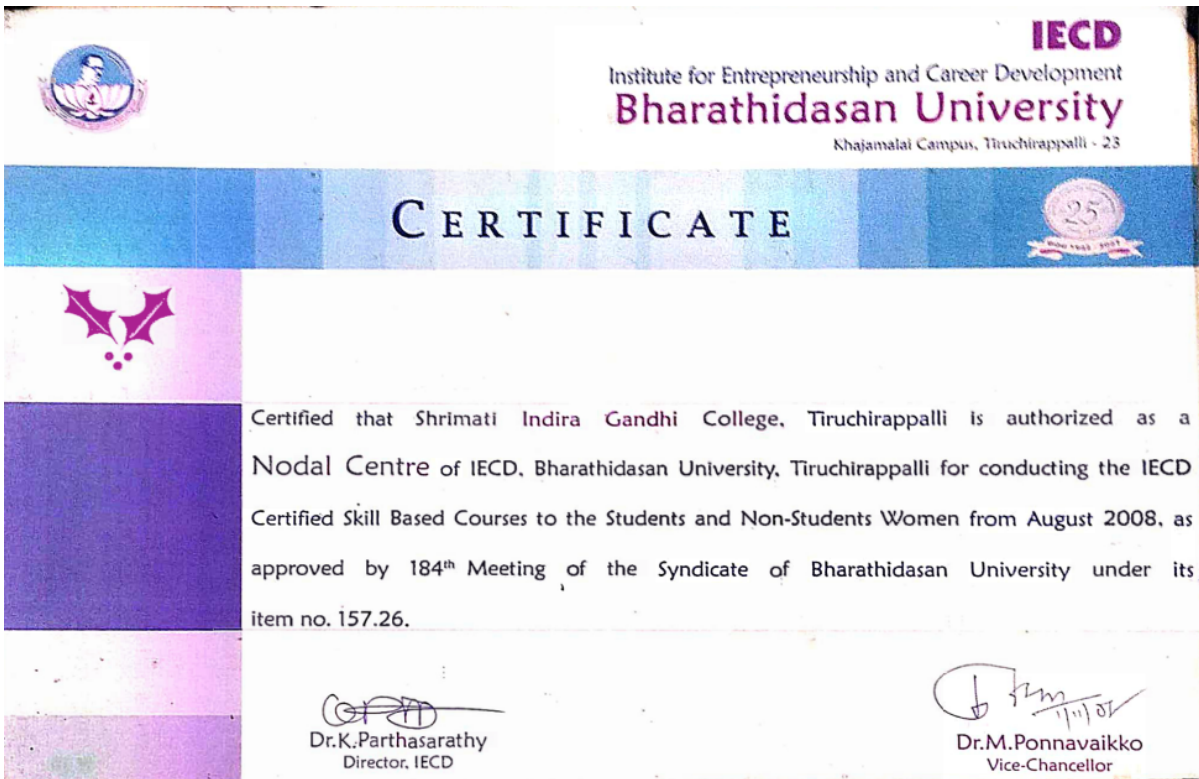 IECD
Institute for Entrepreneurship and Career Development
Bharathidasan University
Khajamalai Campus, Tiruchirappalli - 23
CERTIFICATE
25
Certified that Shrimati Indira Gandhi College, Tiruchirappalli is authorized as a
Nodal Centre of IECD, Bharathidasan University, Tiruchirappalli for conducting the IECD
Certified Skill Based Courses to the Students and Non-Students Women from August 2008, as
approved by 184th Meeting of the Syndicate of Bharathidasan University under its
item no. 157.26.
Dr.K.Parthasarathy
Director, IECD
Dr.M.Ponnavaikko
Vice-Chancellor